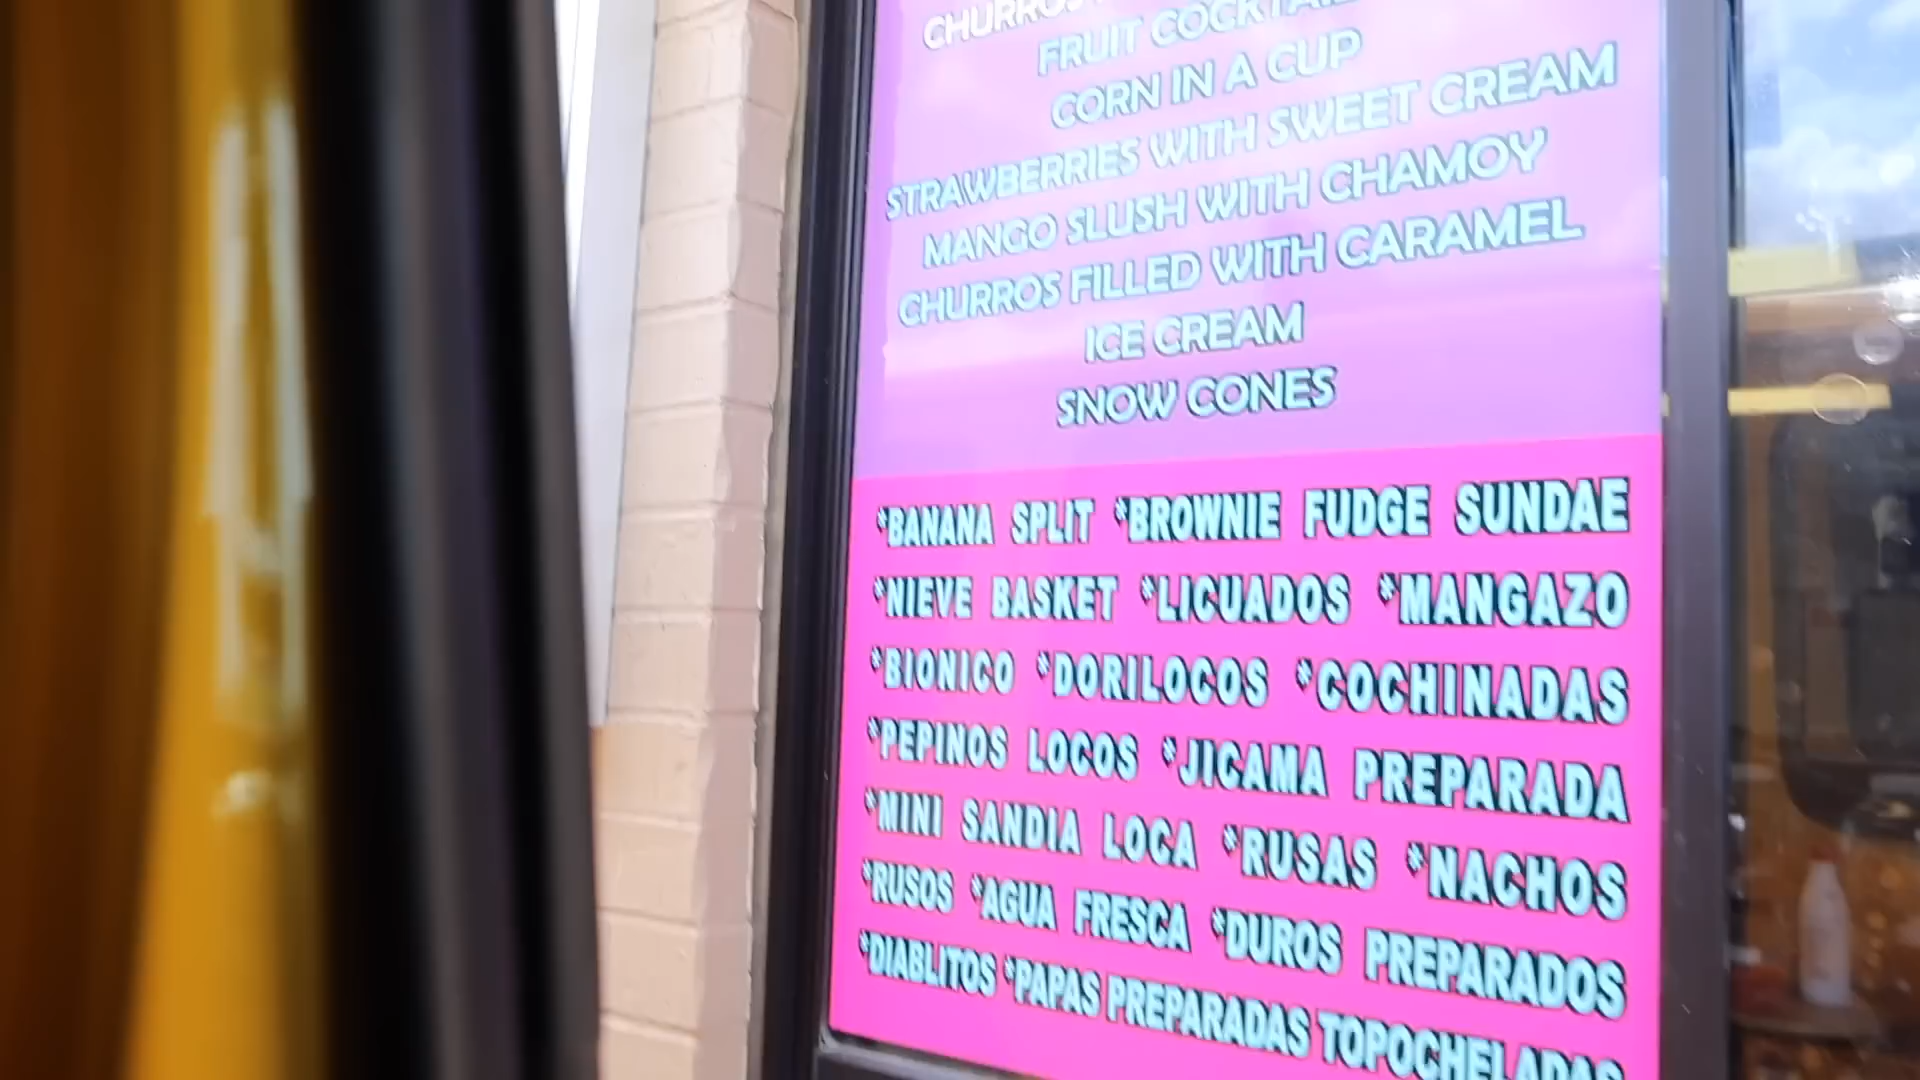 CHURROS
FRUIT COCKTAIL
CORN IN A CUP
STRAWBERRIES WITH SWEET CREAM
MANGO SLUSH WITH CHAMOY
CHURROS FILLED WITH CARAMEL
ICE CREAM
SNOW CONES
*BANANA SPLIT *BROWNIE FUDGE SUNDAE
*NIEVE BASKET *LICUADOS *MANGAZO
*BIONICO *DORILOCOS *COCHINADAS
*PEPINOS LOCOS *JICAMA PREPARADA
*MINI SANDIA LOCA *RUSAS *NACHOS
*RUSOS *AGUA FRESCA *DUROS PREPARADOS
*DIABLITOS *PAPAS PREPARADAS TOPOCHELADAS